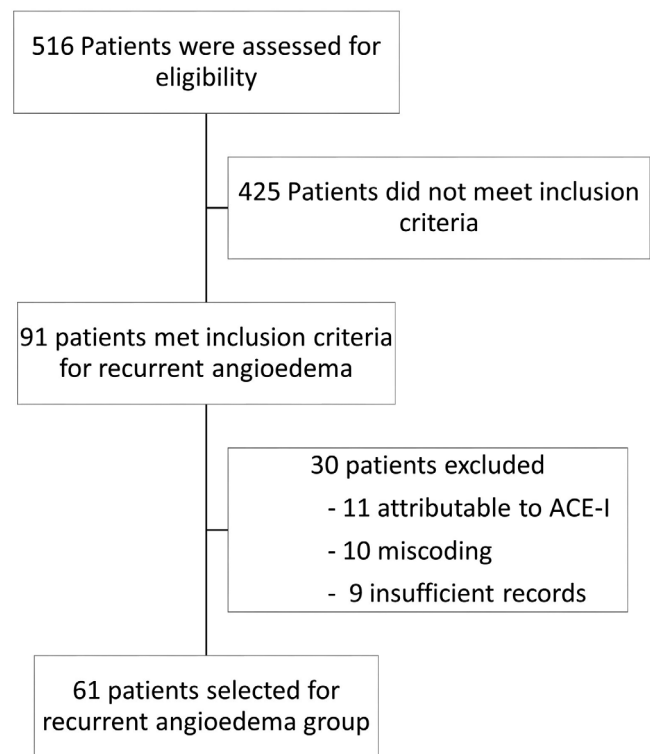 516 Patients were assessed for
eligibility
425 Patients did not meet inclusion
criteria
91 patients met inclusion criteria
for recurrent angioedema
30 patients excluded
- 11 attributable to ACE-I
- 10 miscoding
- 9 insufficient records
61 patients selected for
recurrent angioedema group